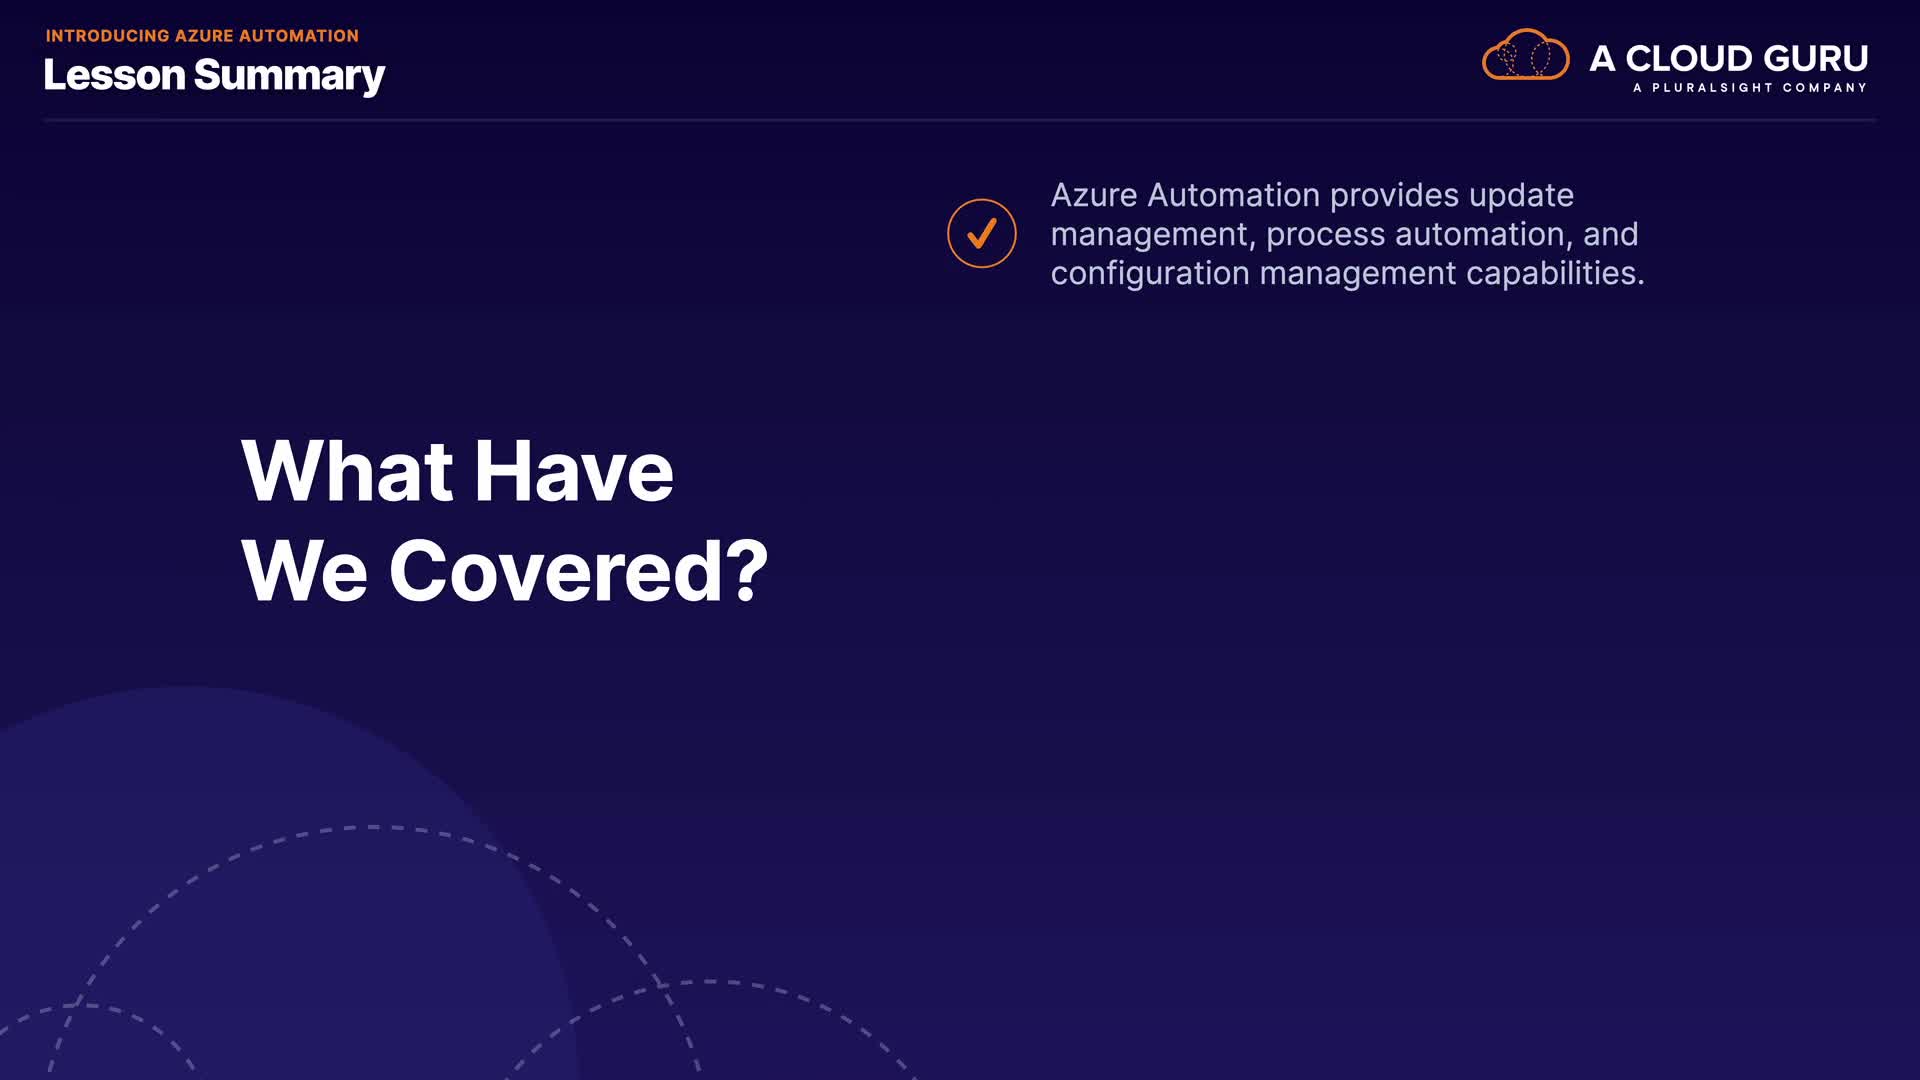 INTRODUCING AZURE AUTOMATION
Lesson Summary
A CLOUD GURU
A PLURALSIGHT COMPANY
Azure Automation provides update
management, process automation, and
configuration management capabilities.
What Have
We Covered?